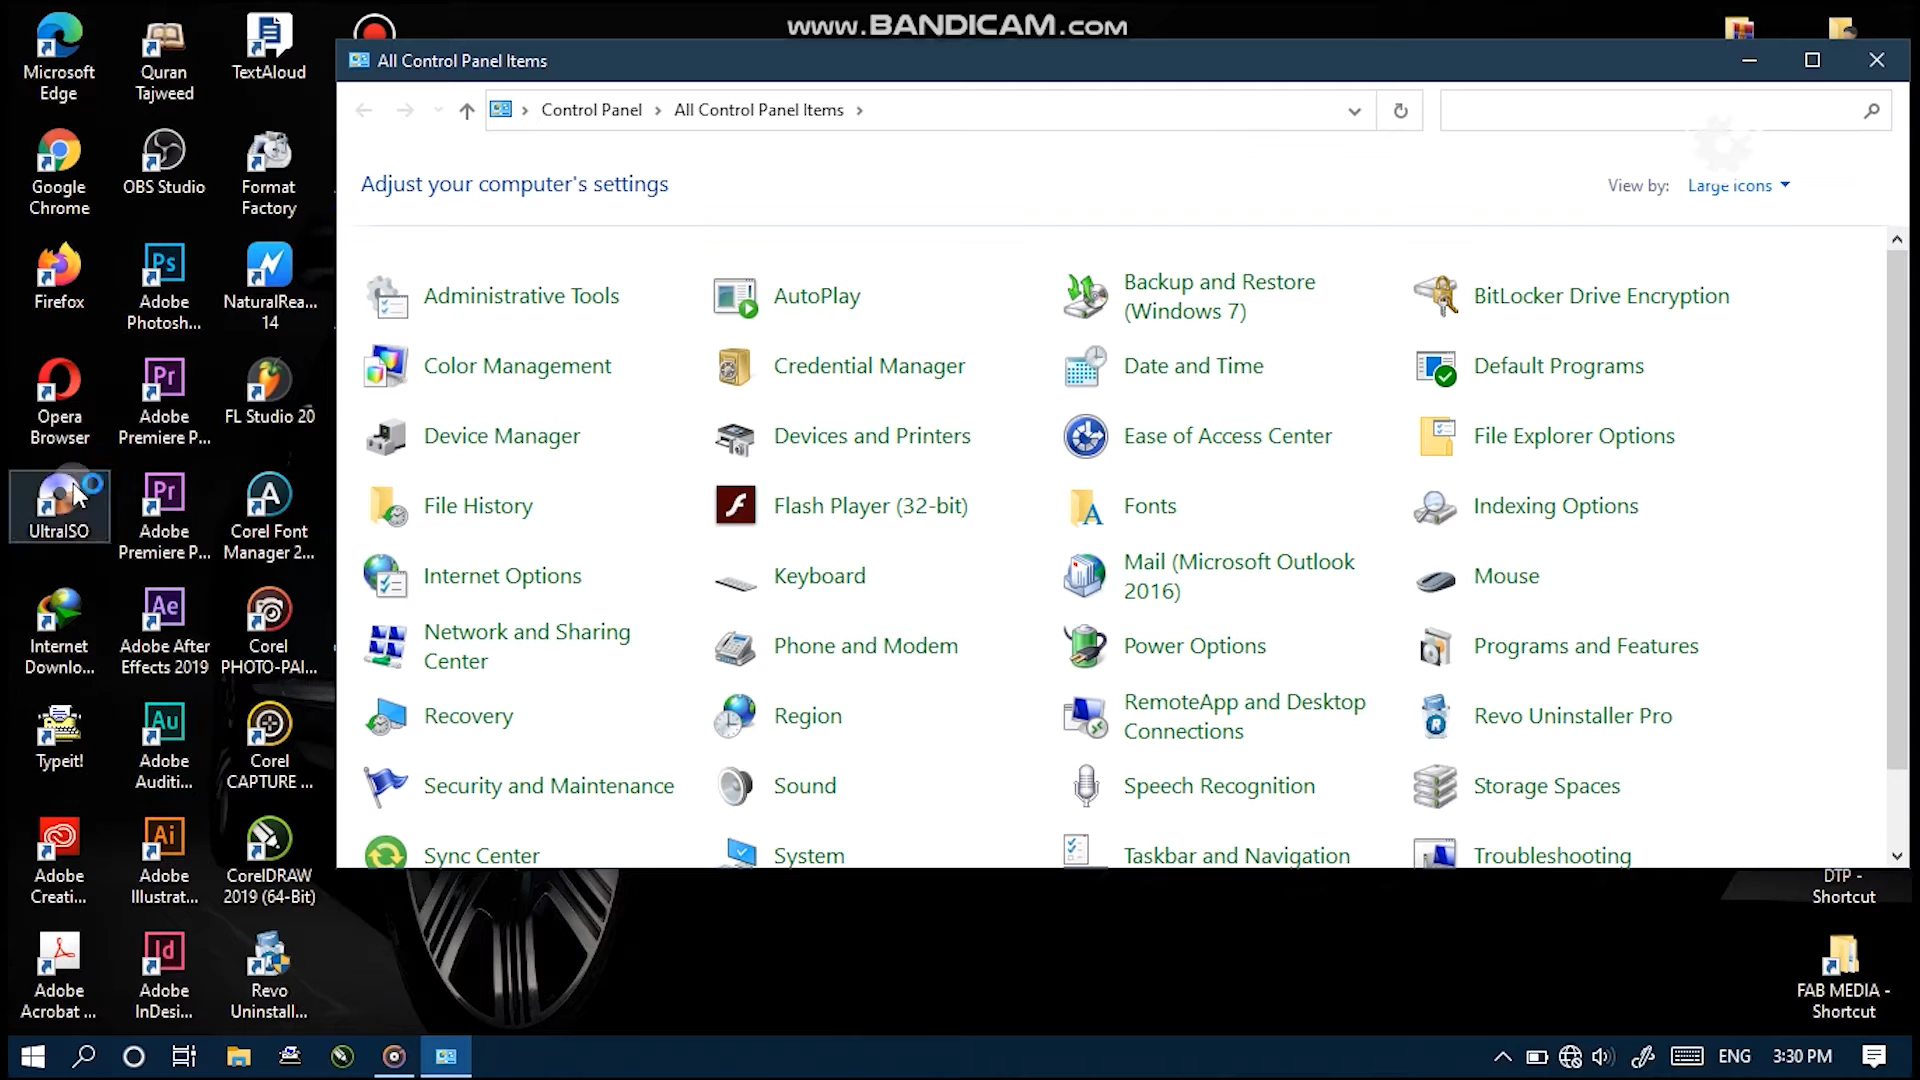 www.BANDICAM.com
All Control Panel Items
Control Panel
All Control Panel Items
Adjust your computer's settings
View by:
Large icons
Administrative Tools
AutoPlay
Backup and Restore
(Windows 7)
BitLocker Drive Encryption
Color Management
Credential Manager
Date and Time
Default Programs
Device Manager
Devices and Printers
Ease of Access Center
File Explorer Options
File History
Flash Player (32-bit)
Fonts
Indexing Options
Internet Options
Keyboard
Mail (Microsoft Outlook
2016)
Mouse
Network and Sharing
Center
Phone and Modem
Power Options
Programs and Features
Recovery
Region
RemoteApp and Desktop
Connections
Revo Uninstaller Pro
Security and Maintenance
Sound
Speech Recognition
Storage Spaces
Sync Center
System
Taskbar and Navigation
Troubleshooting
Microsoft
Edge
Quran
Tajweed
TextAloud
Google
Chrome
OBS Studio
Format
Factory
Firefox
Ps
Adobe
Photosh...
NaturalRea...
14
Opera
Browser
Pr
Adobe
Premiere P...
FL Studio 20
UltraISO
Pr
Adobe
Premiere P...
A
Corel Font
Manager 2...
Internet
Downlo...
Ae
Adobe After
Effects 2019
Corel
PHOTO-PAI...
Typeit!
Au
Adobe
Auditi...
Corel
CAPTURE ...
Adobe
Creati...
Ai
Adobe
Illustrat...
CorelDRAW
2019 (64-Bit)
Adobe
Acrobat ...
Id
Adobe
InDesi...
Revo
Uninstall...
DTP -
Shortcut
FAB MEDIA -
Shortcut
ENG
3:30 PM